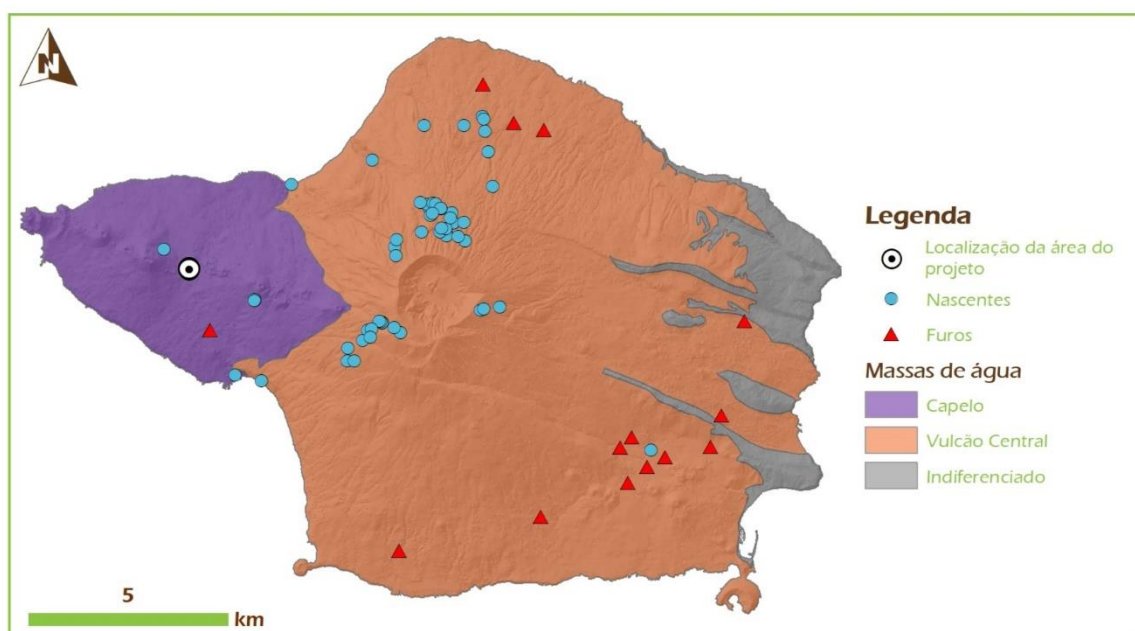 N
Legenda
Localização da área do
projeto
Nascentes
Furos
Massas de água
Capelo
Vulcão Central
Indiferenciado
5
km